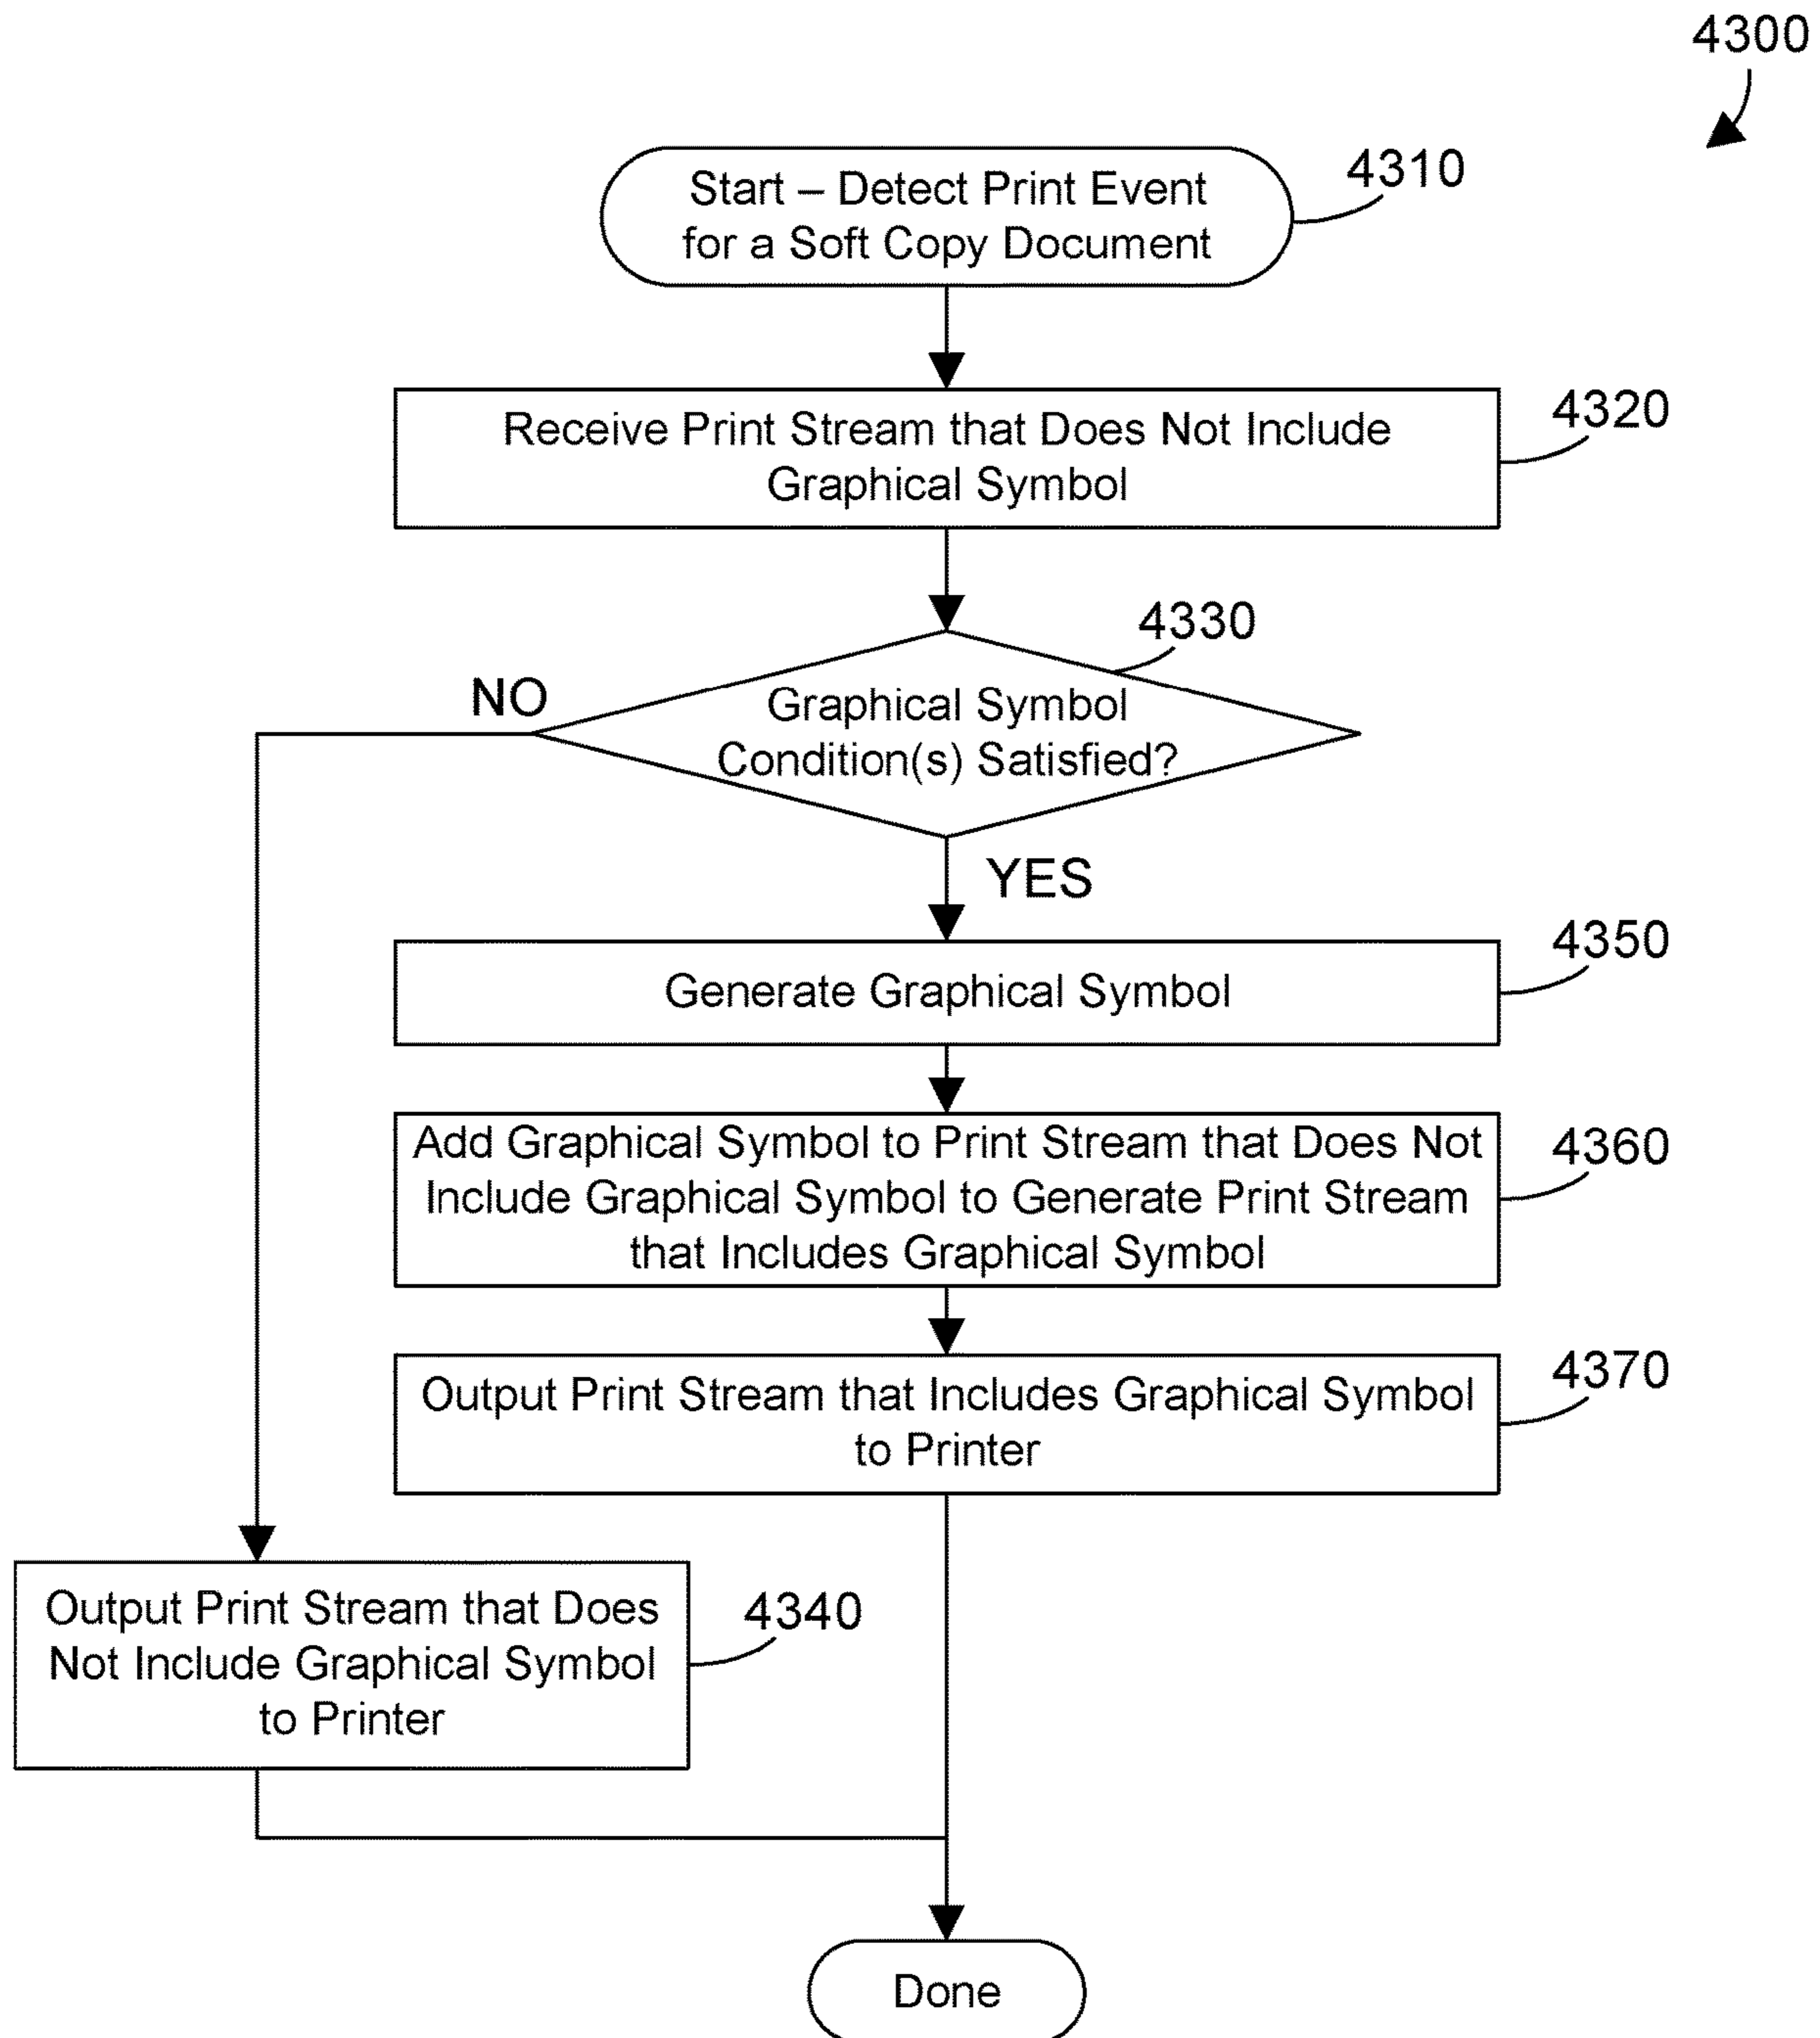 4300
Start – Detect Print Event
for a Soft Copy Document
4310
Receive Print Stream that Does Not Include
Graphical Symbol
4320
4330
NO
Graphical Symbol
Condition(s) Satisfied?
YES
4350
Generate Graphical Symbol
Add Graphical Symbol to Print Stream that Does Not
Include Graphical Symbol to Generate Print Stream
that Includes Graphical Symbol
4360
Output Print Stream that Includes Graphical Symbol
to Printer
4370
Output Print Stream that Does
Not Include Graphical Symbol
to Printer
4340
Done